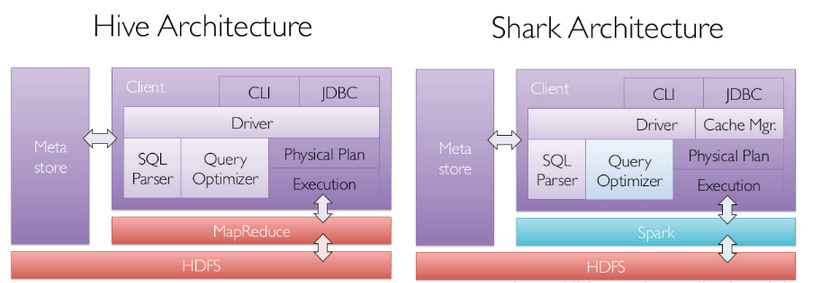 Hive Architecture
Client
CLI
JDBC
Driver
Meta
store
SQL
Parser
Query
Optimizer
Physical Plan
Execution
MapReduce
HDFS
Shark Architecture
Client
CLI
JDBC
Driver
Cache Mgr.
Meta
store
SQL
Parser
Query
Optimizer
Physical Plan
Execution
Spark
HDFS